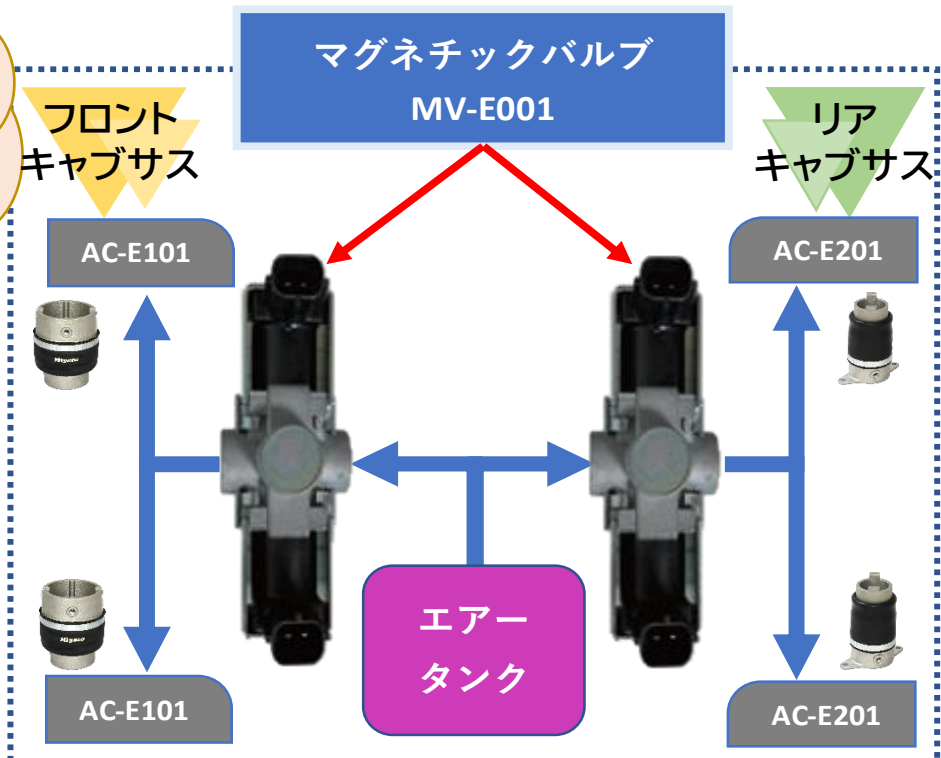 マグネチックバルブ
MV-E001
フロント
キャブサス
リア
キャブサス
AC-E101
AC-E201
Miyaco
Miyaco
エアー
タンク
AC-E101
AC-E201